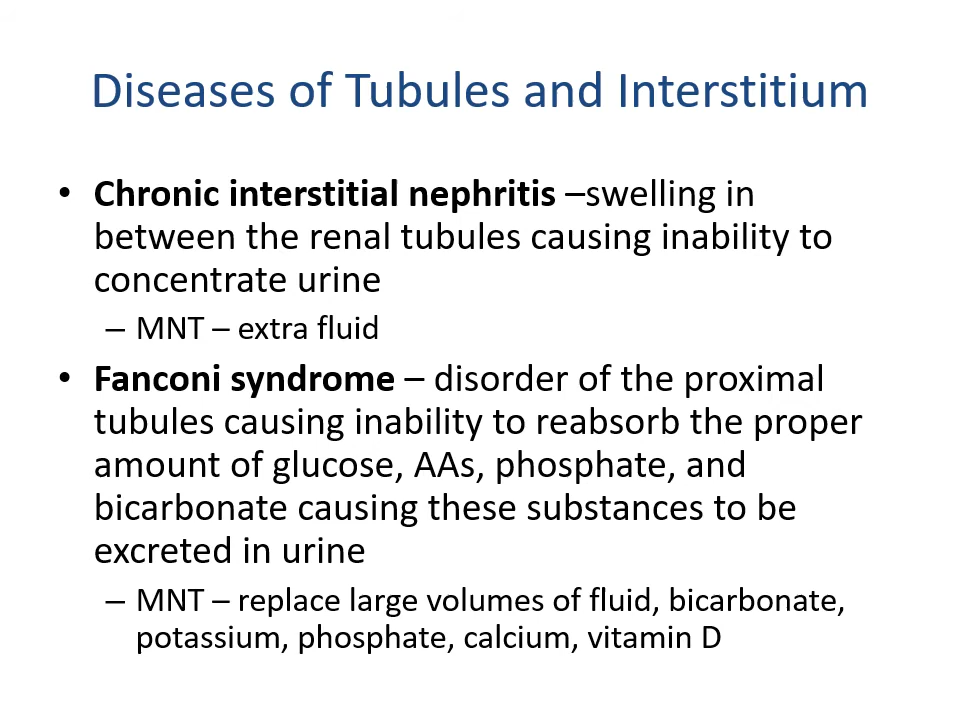 Diseases of Tubules and Interstitium
• Chronic interstitial nephritis –swelling in
between the renal tubules causing inability to
concentrate urine
– MNT – extra fluid
• Fanconi syndrome – disorder of the proximal
tubules causing inability to reabsorb the proper
amount of glucose, AAs, phosphate, and
bicarbonate causing these substances to be
excreted in urine
– MNT – replace large volumes of fluid, bicarbonate,
potassium, phosphate, calcium, vitamin D